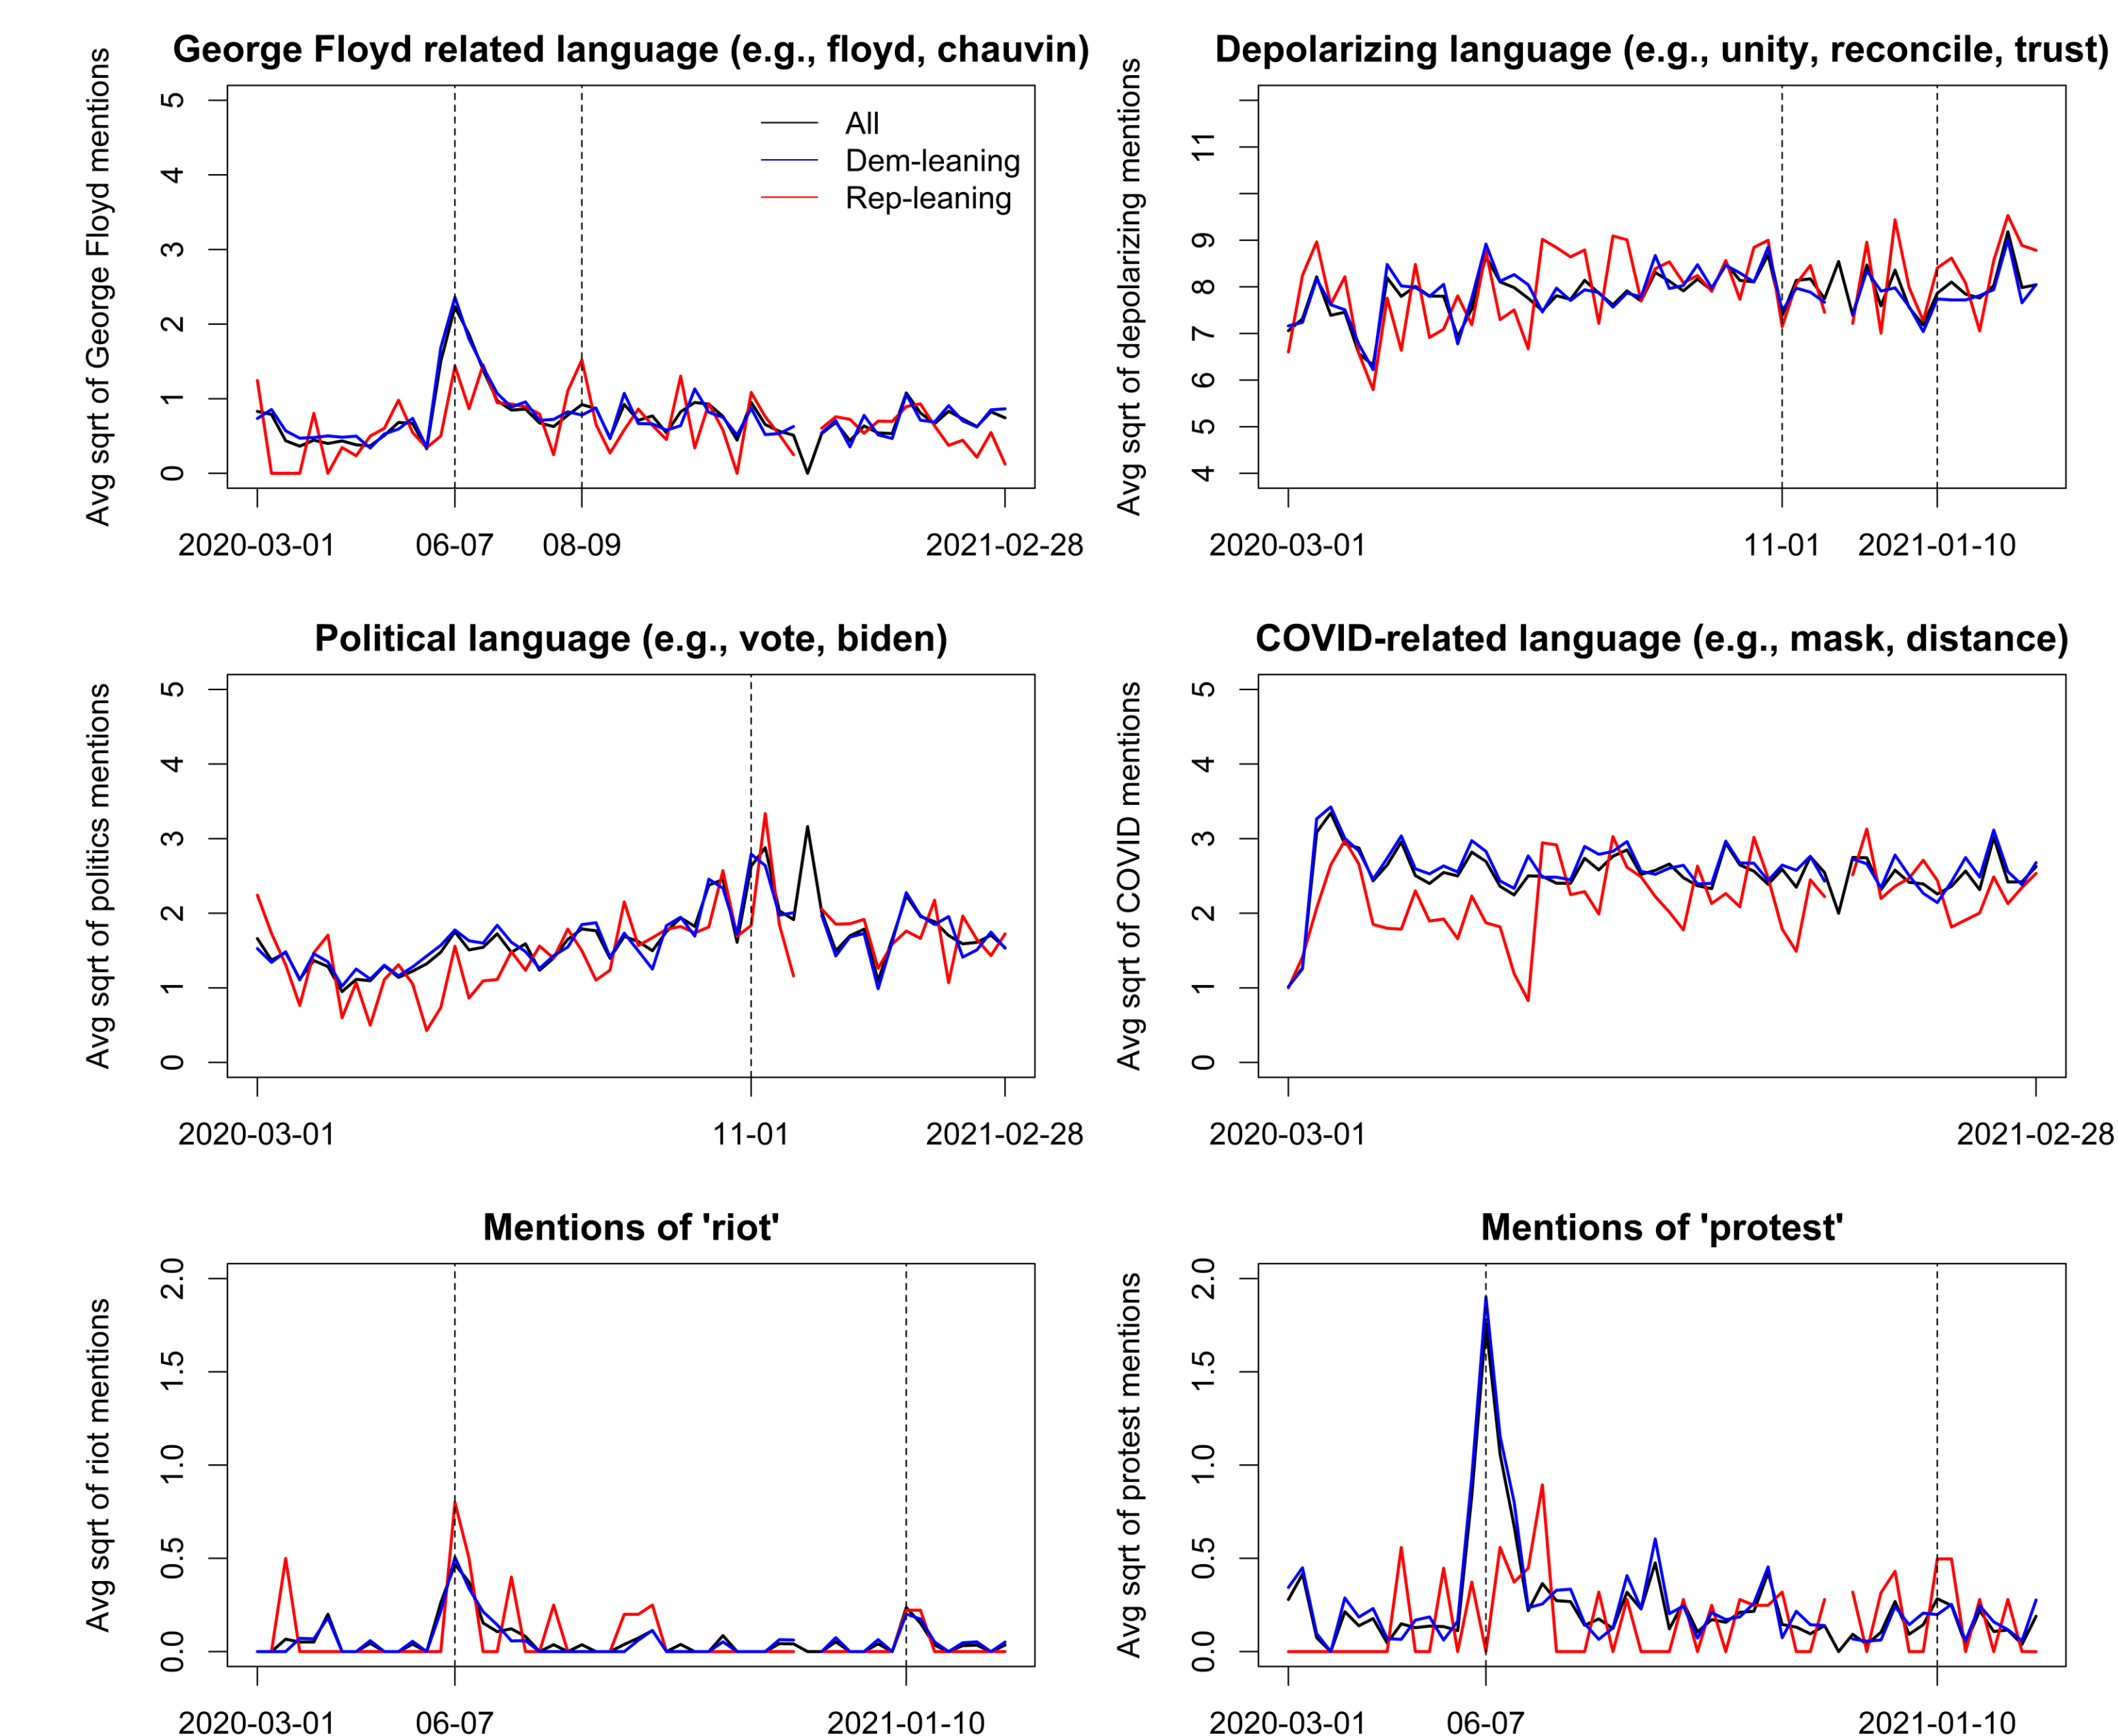 George Floyd related language (e.g., floyd, chauvin)
Avg sqrt of George Floyd mentions
5
4
3
2
1
0
All
Dem-leaning
Rep-leaning
2020-03-01 06-07 08-09 2021-02-28
Depolarizing language (e.g., unity, reconcile, trust)
Avg sqrt of depolarizing mentions
11
9
8
7
6
5
4
2020-03-01 11-01 2021-01-10
Political language (e.g., vote, biden)
Avg sqrt of politics mentions
5
4
3
2
1
0
2020-03-01 11-01 2021-02-28
COVID-related language (e.g., mask, distance)
Avg sqrt of COVID mentions
5
4
3
2
1
0
2020-03-01 2021-02-28
Mentions of 'riot'
Avg sqrt of riot mentions
2.0
1.5
1.0
0.5
0.0
2020-03-01 06-07 2021-01-10
Mentions of 'protest'
Avg sqrt of protest mentions
2.0
1.5
1.0
0.5
0.0
2020-03-01 06-07 2021-01-10